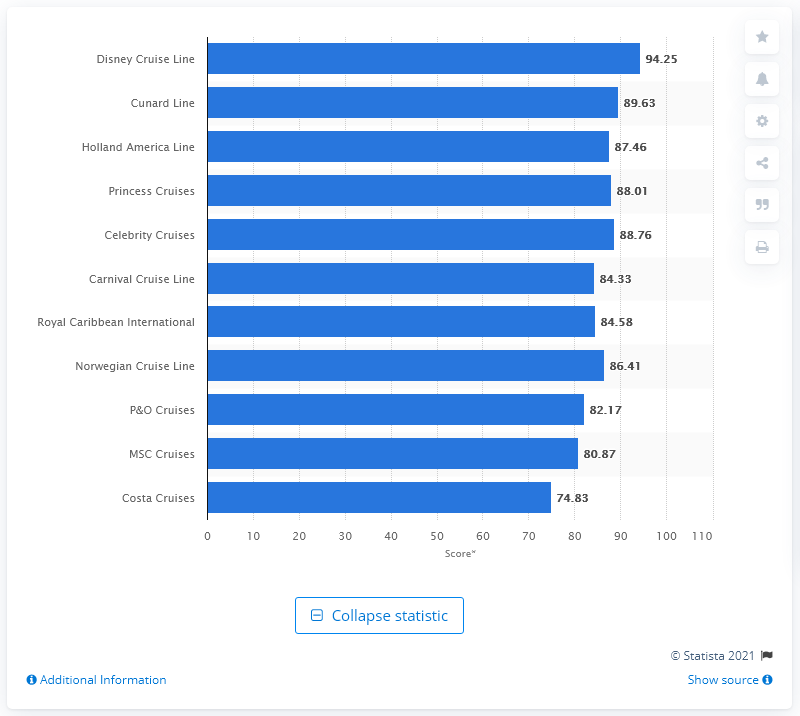 Disney Cruise Line 94.25
Cunard Line 89.63
Holland America Line 87.46
Princess Cruises 88.01
Celebrity Cruises 88.76
Carnival Cruise Line 84.33
Royal Caribbean International 84.58
Norwegian Cruise Line 86.41
P&O Cruises 82.17
MSC Cruises 80.87
Costa Cruises 74.83
0 10 20 30 40 50 60 70 80 90 100 110
Score*
Collapse statistic
© Statista 2021
Additional Information
Show source